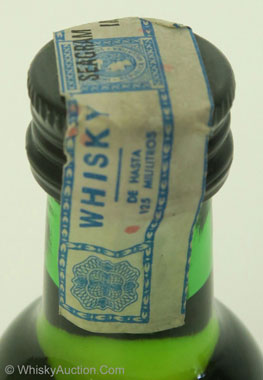 SEAGRAM
WHISKY
DE HASTA
125 MILILITROS
© WhiskyAuction.Com